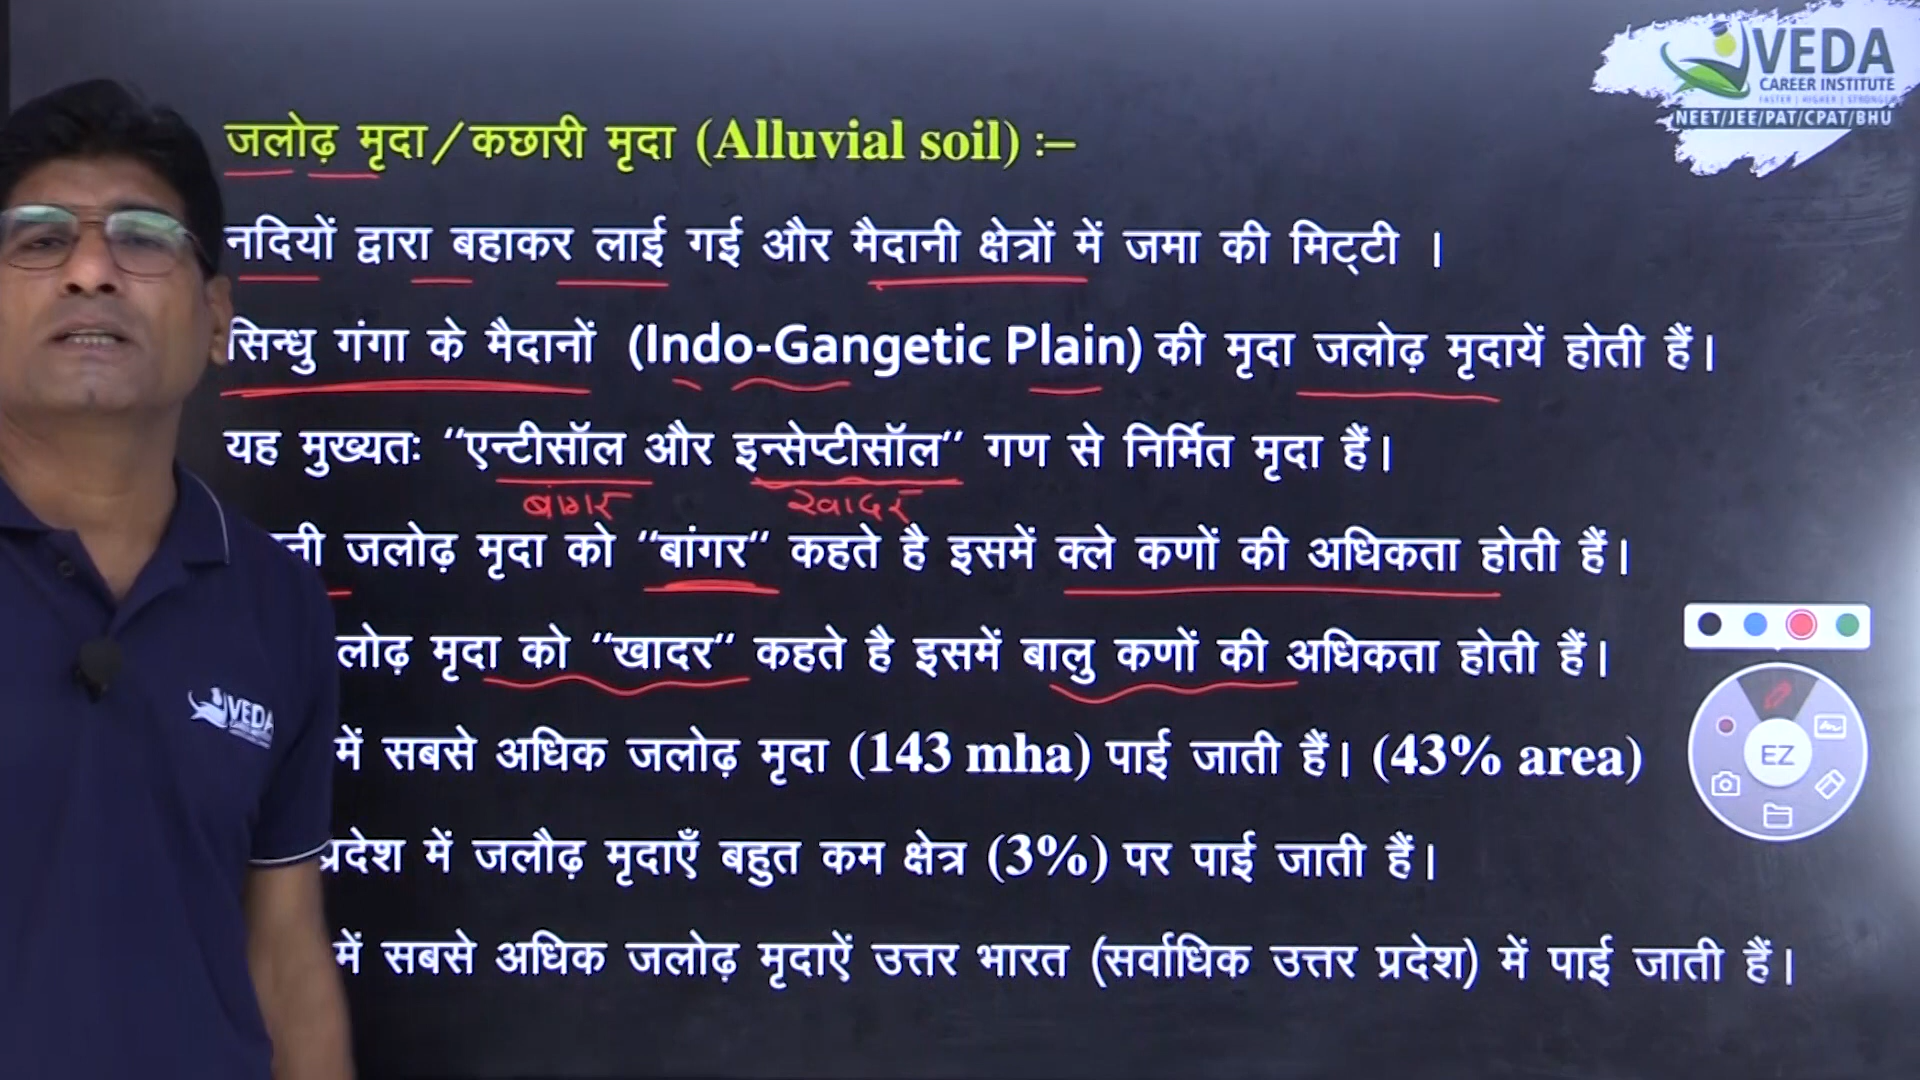 VEDA
CAREER INSTITUTE
FASTER | HIGHER | STRONGER
NEET/JEE/PAT/CPAT/BHU
जलोढ़ मृदा/कछारी मृदा (Alluvial soil) :–
नदियों द्वारा बहाकर लाई गई और मैदानी क्षेत्रों में जमा की मिट्टी ।
सिन्धु गंगा के मैदानों (Indo-Gangetic Plain) की मृदा जलोढ़ मृदायें होती हैं।
यह मुख्यतः “एन्टीसॉल और इन्सेप्टीसॉल” गण से निर्मित मृदा हैं।
बांगर खादर
नी जलोढ़ मृदा को “बांगर” कहते है इसमें क्ले कणों की अधिकता होती हैं।
लोढ़ मृदा को “खादर” कहते है इसमें बालु कणों की अधिकता होती हैं।
में सबसे अधिक जलोढ़ मृदा (143 mha) पाई जाती हैं। (43% area)
प्रदेश में जलौढ़ मृदाएँ बहुत कम क्षेत्र (3%) पर पाई जाती हैं।
में सबसे अधिक जलोढ़ मृदाऐं उत्तर भारत (सर्वाधिक उत्तर प्रदेश) में पाई जाती हैं।
VEDA
EZ